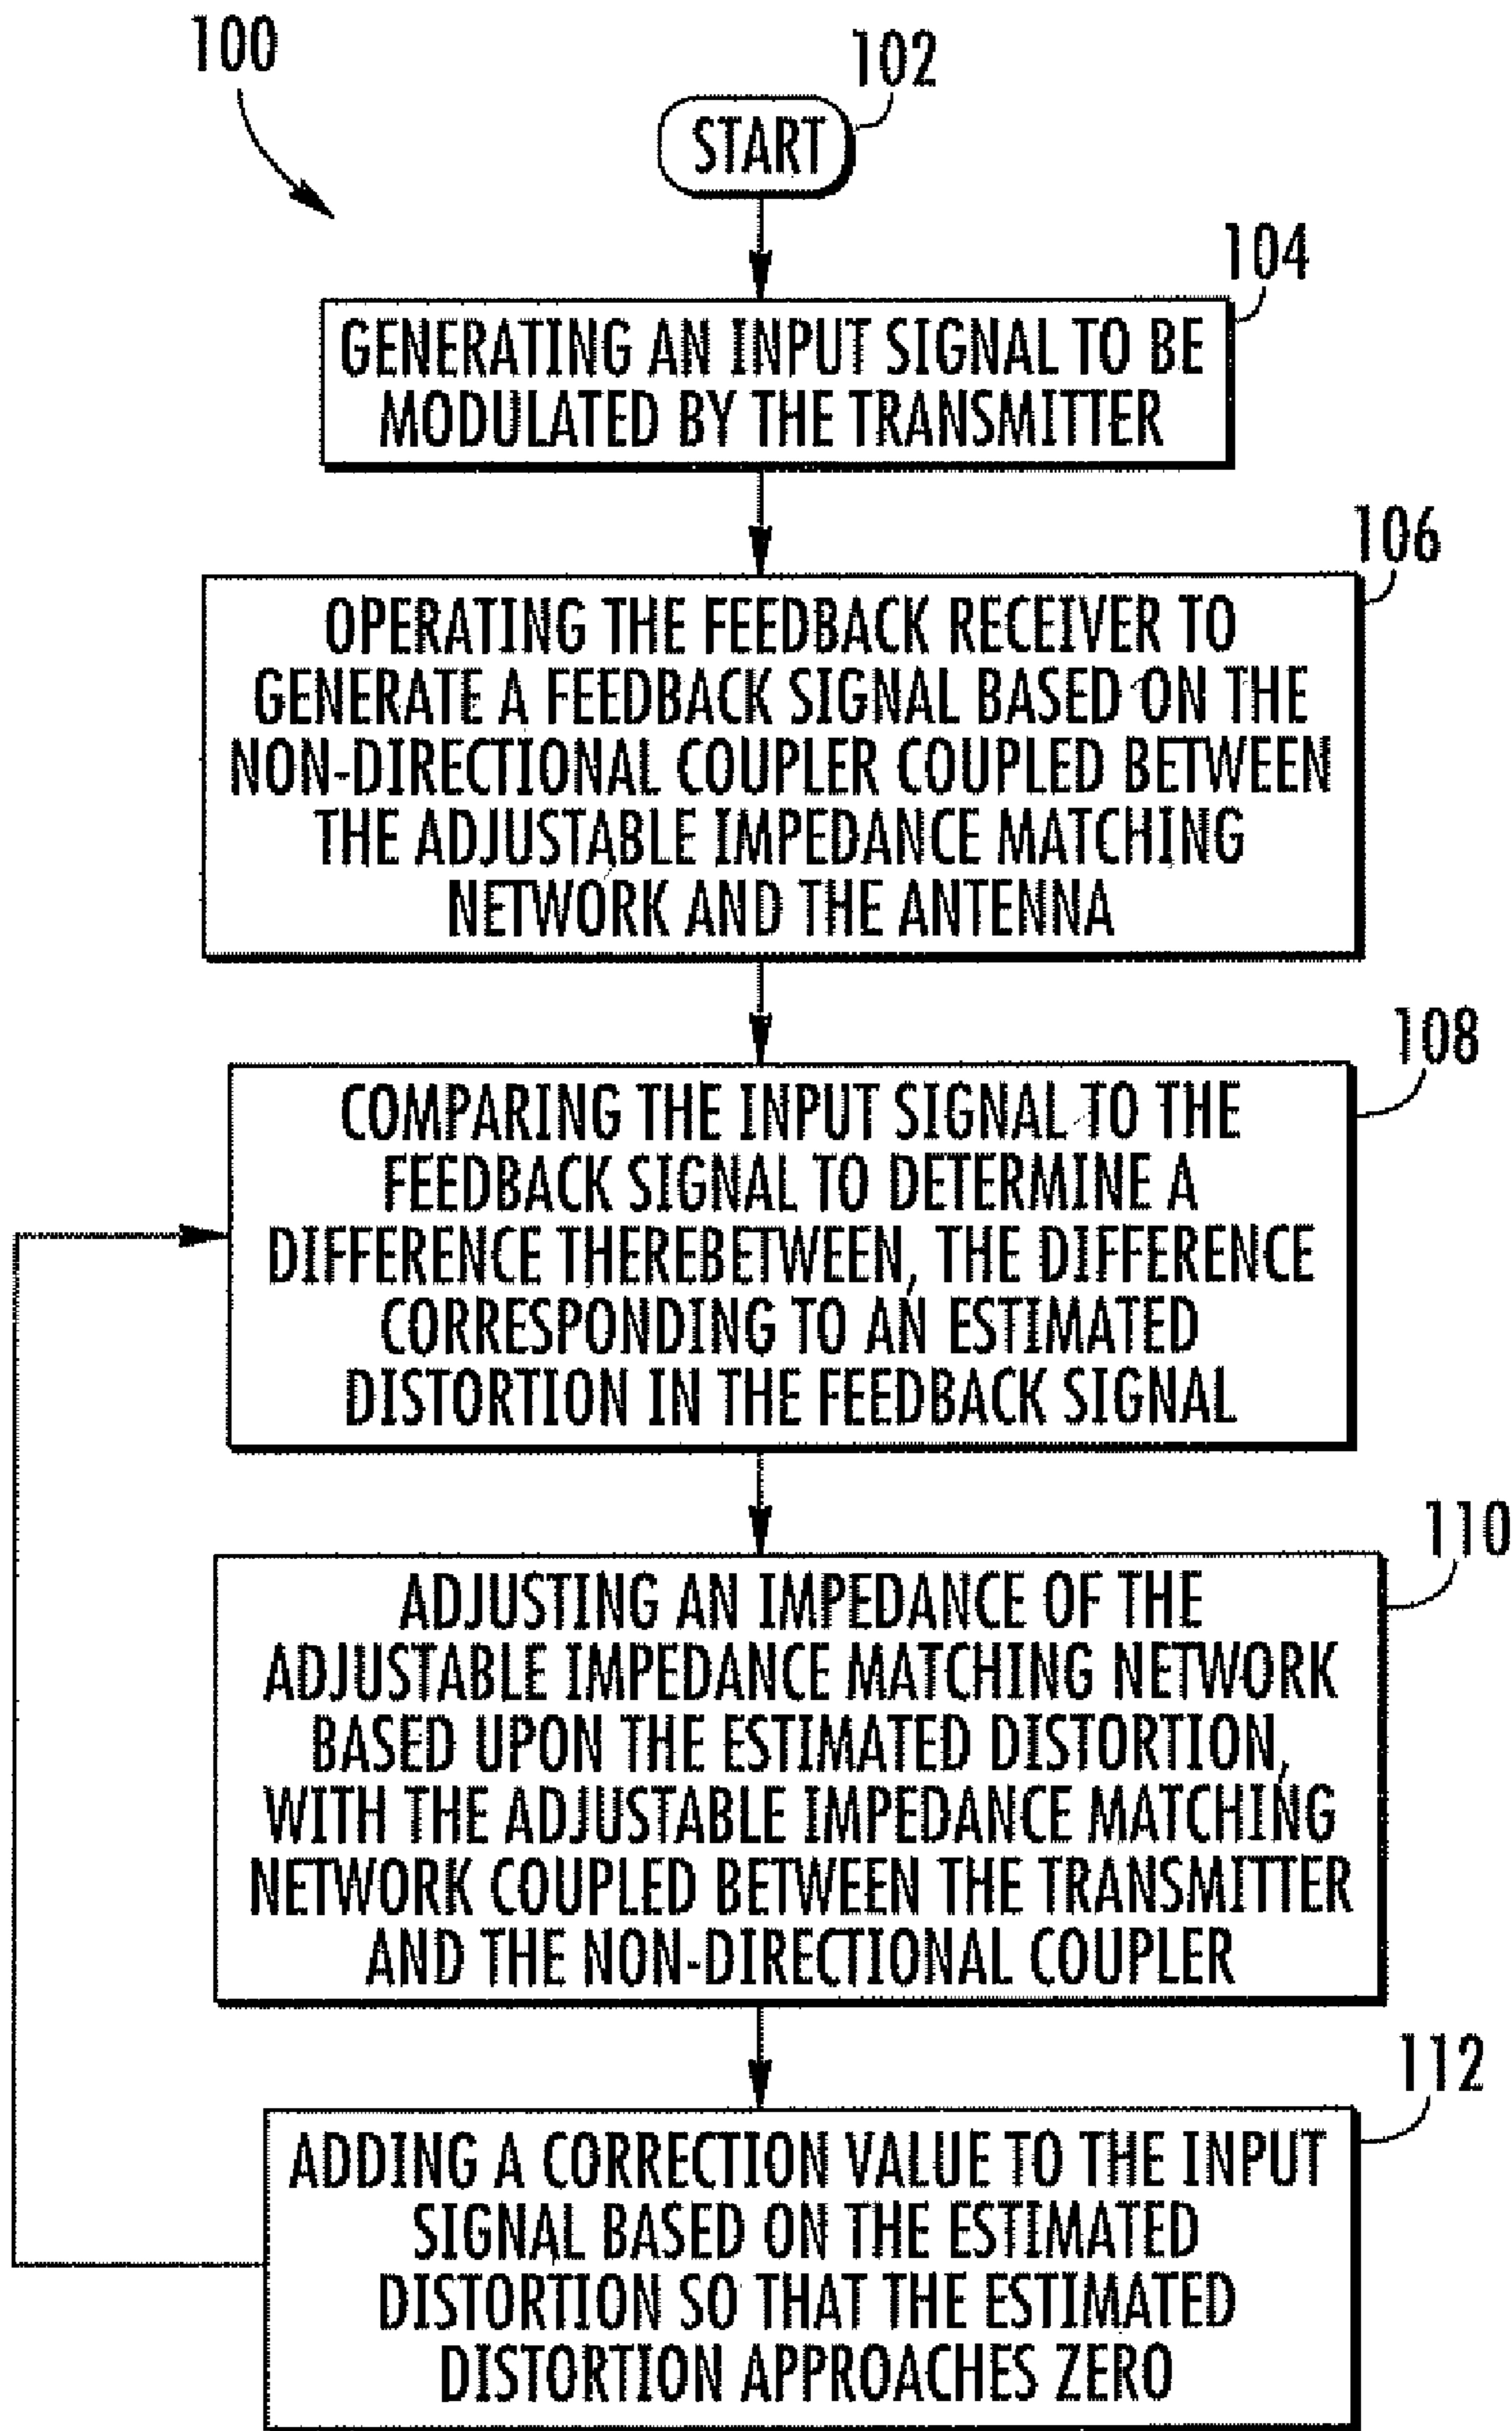 100
102
START
104
GENERATING AN INPUT SIGNAL TO BE
MODULATED BY THE TRANSMITTER
106
OPERATING THE FEEDBACK RECEIVER TO
GENERATE A FEEDBACK SIGNAL BASED ON THE
NON-DIRECTIONAL COUPLER COUPLED BETWEEN
THE ADJUSTABLE IMPEDANCE MATCHING
NETWORK AND THE ANTENNA
108
COMPARING THE INPUT SIGNAL TO THE
FEEDBACK SIGNAL TO DETERMINE A
DIFFERENCE THEREBETWEEN, THE DIFFERENCE
CORRESPONDING TO AN ESTIMATED
DISTORTION IN THE FEEDBACK SIGNAL
110
ADJUSTING AN IMPEDANCE OF THE
ADJUSTABLE IMPEDANCE MATCHING NETWORK
BASED UPON THE ESTIMATED DISTORTION,
WITH THE ADJUSTABLE IMPEDANCE MATCHING
NETWORK COUPLED BETWEEN THE TRANSMITTER
AND THE NON-DIRECTIONAL COUPLER
112
ADDING A CORRECTION VALUE TO THE INPUT
SIGNAL BASED ON THE ESTIMATED
DISTORTION SO THAT THE ESTIMATED
DISTORTION APPROACHES ZERO